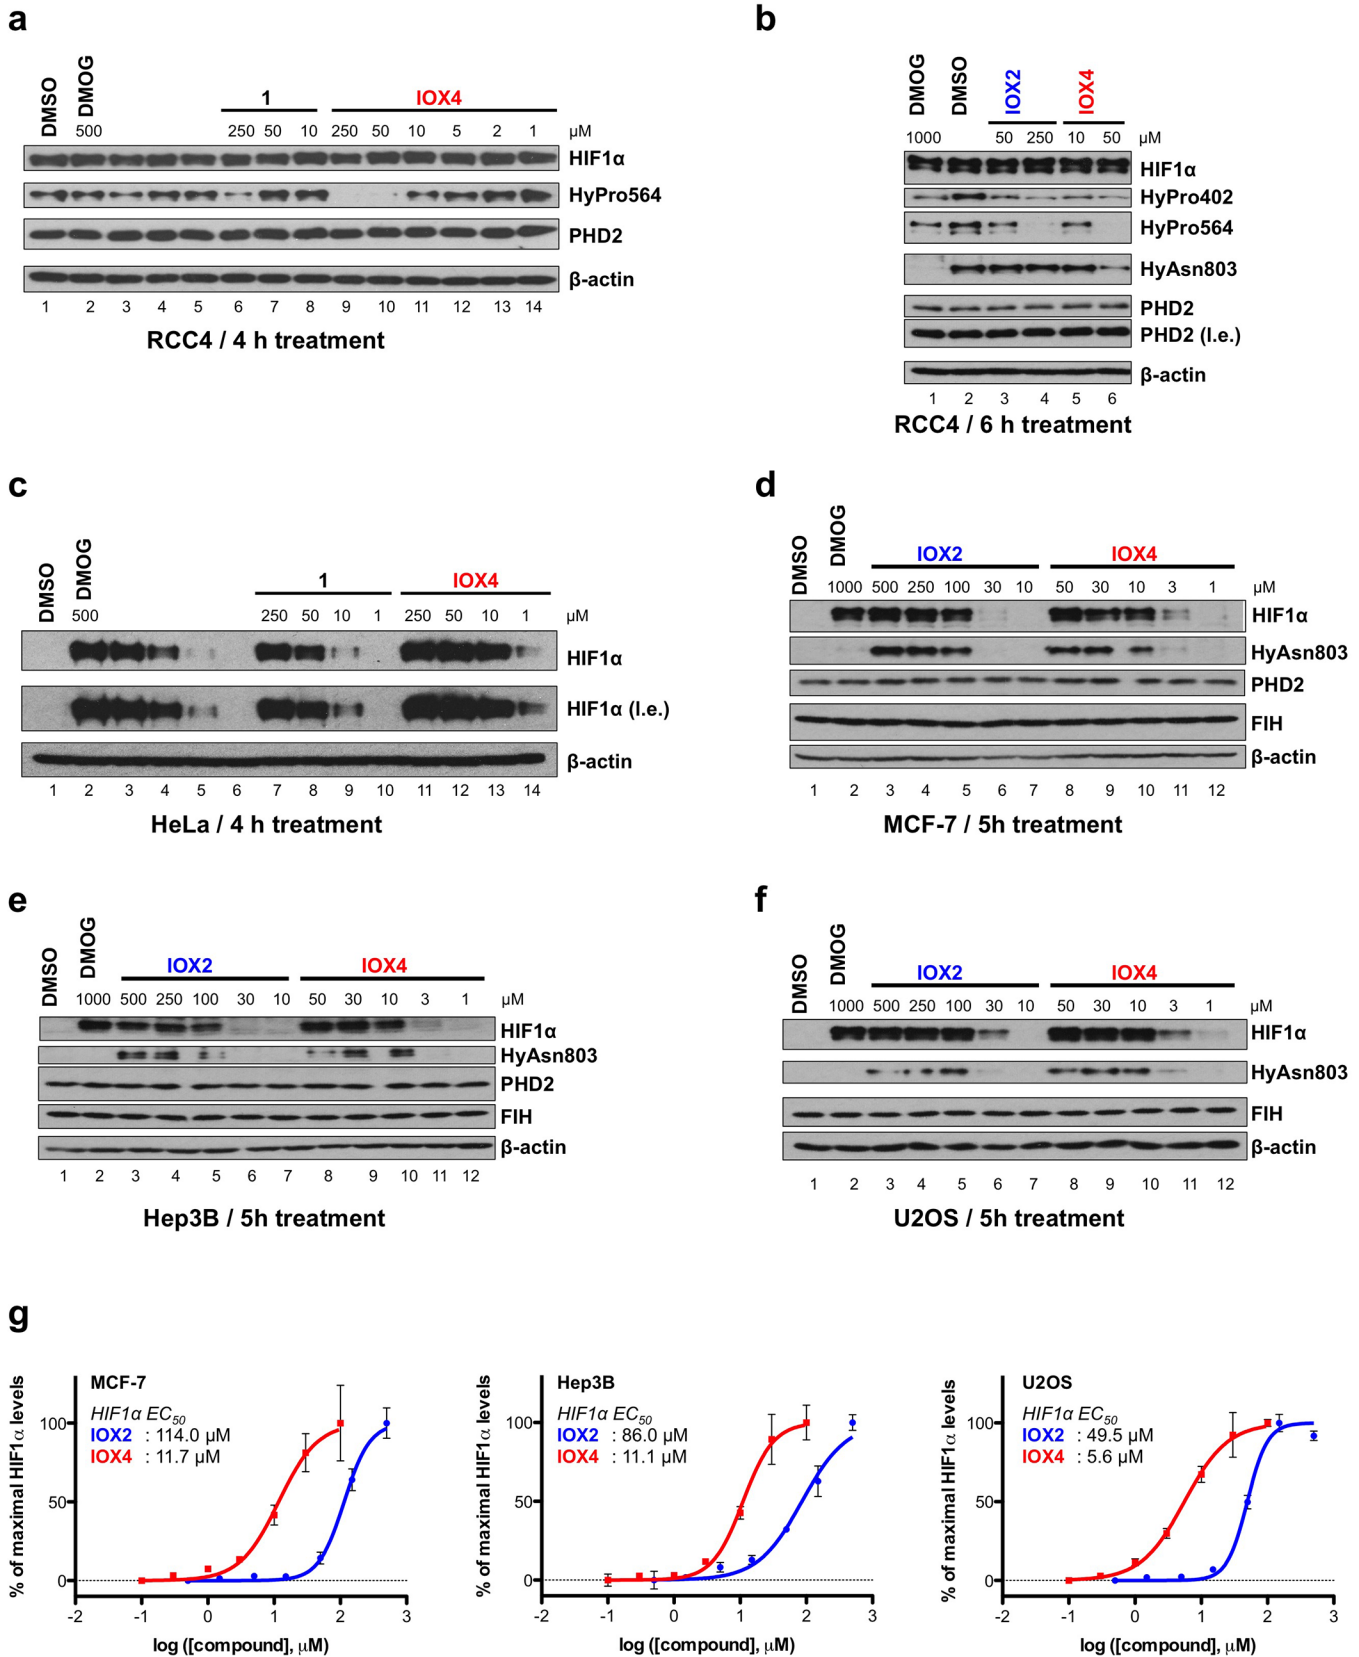 a
DMSO
DMOG
1
IOX4
500
250 50 10 250 50 10 5 2 1 µM
HIF1α
HyPro564
PHD2
β-actin
1 2 3 4 5 6 7 8 9 10 11 12 13 14
RCC4 / 4 h treatment
b
DMOG
DMSO
IOX2
IOX4
1000 50 250 10 50 µM
HIF1α
HyPro402
HyPro564
HyAsn803
PHD2
PHD2 (l.e.)
β-actin
1 2 3 4 5 6
RCC4 / 6 h treatment
c
DMSO
DMOG
1
IOX4
500 250 50 10 1 250 50 10 1 µM
HIF1α
HIF1α (l.e.)
β-actin
1 2 3 4 5 6 7 8 9 10 11 12 13 14
HeLa / 4 h treatment
d
DMSO
DMOG
IOX2
IOX4
1000 500 250 100 30 10 50 30 10 3 1 µM
HIF1α
HyAsn803
PHD2
FIH
β-actin
1 2 3 4 5 6 7 8 9 10 11 12
MCF-7 / 5h treatment
e
DMSO
DMOG
IOX2
IOX4
1000 500 250 100 30 10 50 30 10 3 1 µM
HIF1α
HyAsn803
PHD2
FIH
β-actin
1 2 3 4 5 6 7 8 9 10 11 12
Hep3B / 5h treatment
f
DMSO
DMOG
IOX2
IOX4
1000 500 250 100 30 10 50 30 10 3 1 µM
HIF1α
HyAsn803
FIH
β-actin
1 2 3 4 5 6 7 8 9 10 11 12
U2OS / 5h treatment
g
% of maximal HIF1α levels
MCF-7
HIF1α EC50
IOX2 : 114.0 µM
IOX4 : 11.7 µM
100
50
0
-2 -1 0 1 2 3
log ([compound], µM)
% of maximal HIF1α levels
Hep3B
HIF1α EC50
IOX2 : 86.0 µM
IOX4 : 11.1 µM
100
50
0
-2 -1 0 1 2 3
log ([compound], µM)
% of maximal HIF1α levels
U2OS
HIF1α EC50
IOX2 : 49.5 µM
IOX4 : 5.6 µM
100
50
0
-2 -1 0 1 2 3
log ([compound], µM)